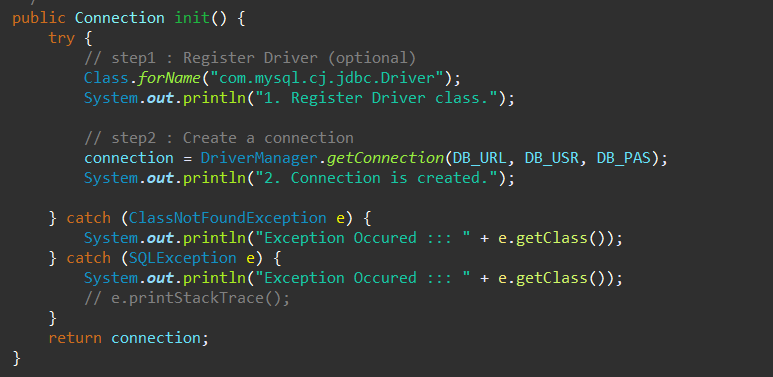 public Connection init() {
try {
// step1 : Register Driver (optional)
Class.forName("com.mysql.cj.jdbc.Driver");
System.out.println("1. Register Driver class.");
// step2 : Create a connection
connection = DriverManager.getConnection(DB_URL, DB_USR, DB_PAS);
System.out.println("2. Connection is created.");
} catch (ClassNotFoundException e) {
System.out.println("Exception Occured ::: " + e.getClass());
} catch (SQLException e) {
System.out.println("Exception Occured ::: " + e.getClass());
// e.printStackTrace();
}
return connection;
}